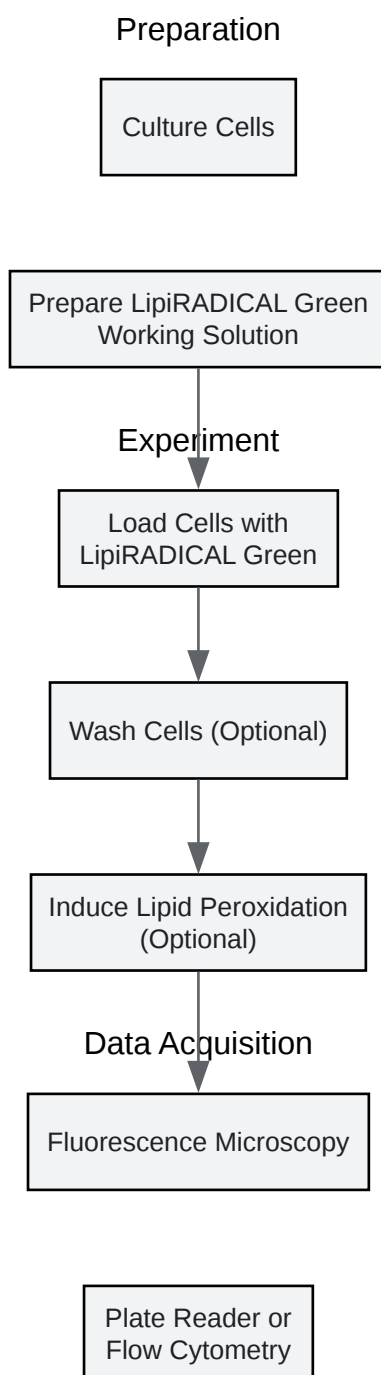 Preparation
Culture Cells
Prepare LipiRADICAL Green
Working Solution
Experiment
Load Cells with
LipiRADICAL Green
Wash Cells (Optional)
Induce Lipid Peroxidation
(Optional)
Data Acquisition
Fluorescence Microscopy
Plate Reader or
Flow Cytometry